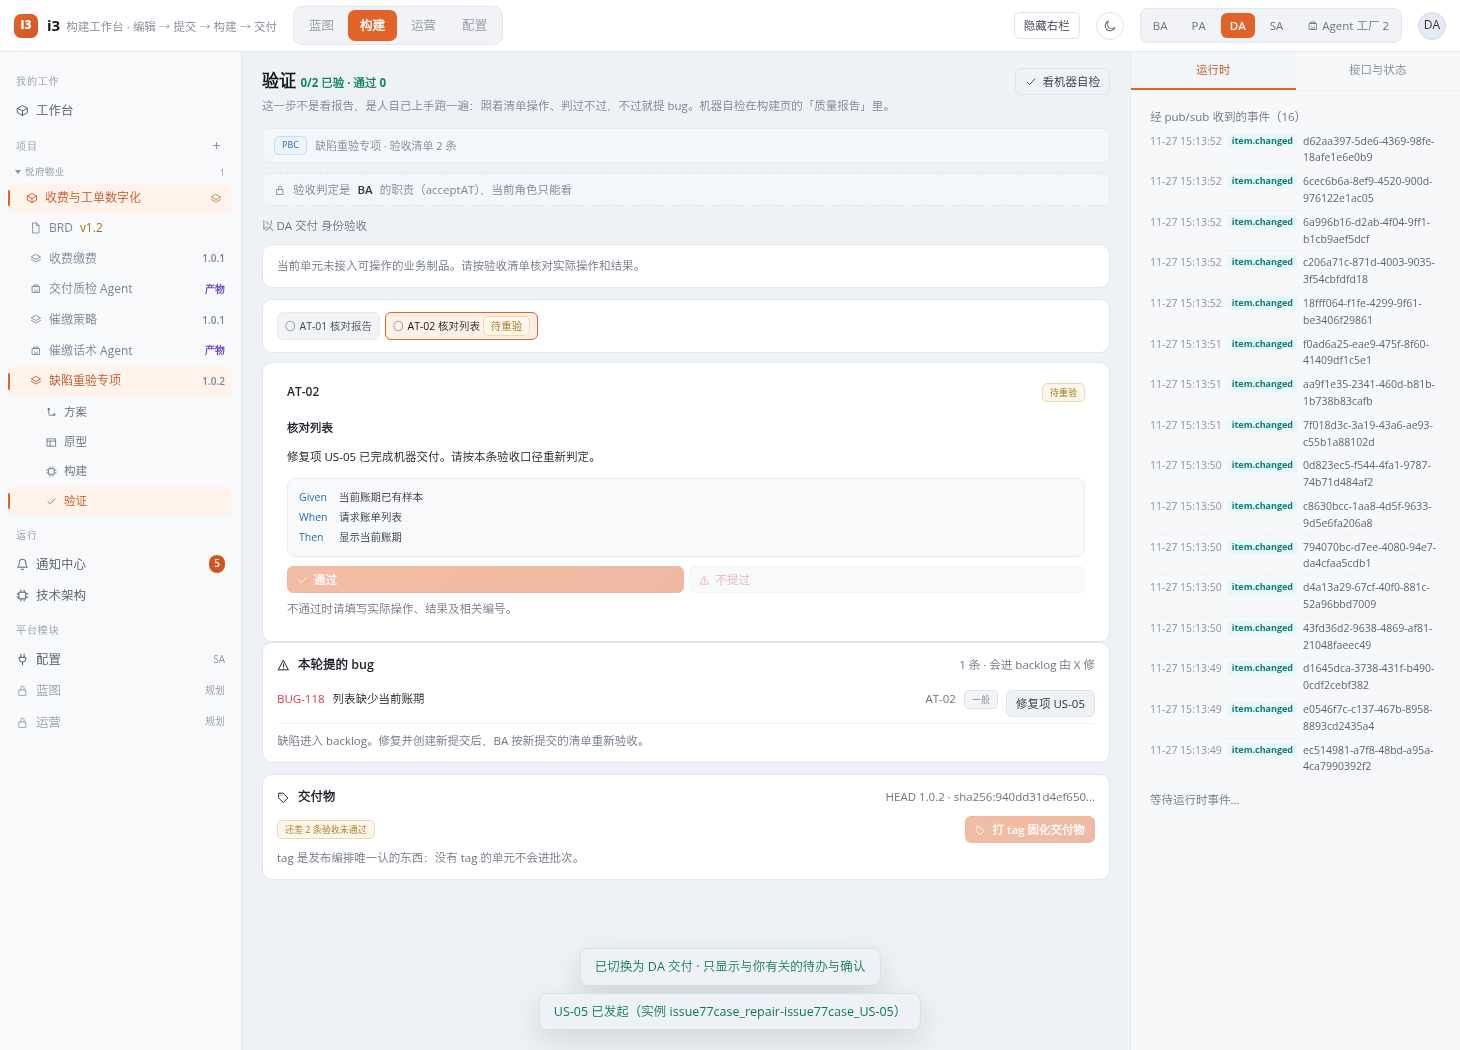 i3 i3 构建工作台 · 编辑 → 提交 → 构建 → 交付 蓝图 构建 运营 配置 隐藏右栏 BA PA DA SA Agent 工厂 2 DA
我的工作
工作台
项目 +
悦府物业 1
收费与工单数字化
BRD v1.2
收费缴费 1.0.1
交付质检 Agent 产物
催缴策略 1.0.1
催缴话术 Agent 产物
缺陷重验专项 1.0.2
方案
原型
构建
验证
运行
通知中心 5
技术架构
平台模块
配置 SA
蓝图 规划
运营 规划
验证 0/2 已验 · 通过 0 看机器自检
这一步不是看报告，是人自己上手跑一遍：照着清单操作、判过不过，不过就提 bug。机器自检在构建页的「质量报告」里。
PBC 缺陷重验专项 · 验收清单 2 条
验收判定是 BA 的职责（acceptAT），当前角色只能看
以 DA 交付 身份验收
当前单元未接入可操作的业务制品。请按验收清单核对实际操作和结果。
AT-01 核对报告 AT-02 核对列表 待重验
AT-02 待重验
核对列表
修复项 US-05 已完成机器交付。请按本条验收口径重新判定。
Given 当前账期已有样本
When 请求账单列表
Then 显示当前账期
通过 不提过
不通过时请填写实际操作、结果及相关编号。
本轮提的 bug 1 条 · 会进 backlog 由 X 修
BUG-118 列表缺少当前账期 AT-02 一般 修复项 US-05
缺陷进入 backlog。修复并创建新提交后，BA 按新提交的清单重新验收。
交付物 HEAD 1.0.2 · sha256:940dd31d4ef650...
还差 2 条验收未通过 打 tag 固化交付物
tag 是发布编排唯一认的东西：没有 tag 的单元不会进批次。
已切换为 DA 交付 · 只显示与你有关的待办与确认
US-05 已发起（实例 issue77case_repair-issue77case_US-05）
运行时 接口与状态
经 pub/sub 收到的事件（16）
11-27 15:13:52 item.changed d62aa397-5de6-4369-98fe-
18afe1e6e0b9
11-27 15:13:52 item.changed 6cec6b6a-8ef9-4520-900d-
976122e1ac05
11-27 15:13:52 item.changed 6a996b16-d2ab-4f04-9ff1-
b1cb9aef5dcf
11-27 15:13:52 item.changed c206a71c-871d-4003-9035-
3f54cbfdfd18
11-27 15:13:52 item.changed 18fff064-f1fe-4299-9f61-
be3406f29861
11-27 15:13:51 item.changed f0ad6a25-eae9-475f-8f60-
41409df1c5e1
11-27 15:13:51 item.changed aa9f1e35-2341-460d-b81b-
1b738b83cafb
11-27 15:13:51 item.changed 7f018d3c-3a19-43a6-ae93-
c55b1a88102d
11-27 15:13:50 item.changed 0d823ec5-f544-4fa1-9787-
74b71d484af2
11-27 15:13:50 item.changed c8630bcc-1aa8-4d5f-9633-
9d5e6fa206a8
11-27 15:13:50 item.changed 794070bc-d7ee-4080-94e7-
da4cfaa5cdb1
11-27 15:13:50 item.changed d4a13a29-67cf-40f0-881c-
52a96bbd7009
11-27 15:13:50 item.changed 43fd36d2-9638-4869-af81-
21048faeec49
11-27 15:13:49 item.changed d1645dca-3738-431f-b490-
0cdf2cebf382
11-27 15:13:49 item.changed e0546f7c-c137-467b-8958-
8893cd2435a4
11-27 15:13:49 item.changed ec514981-a7f8-48bd-a95a-
4ca7990392f2
等待运行时事件...